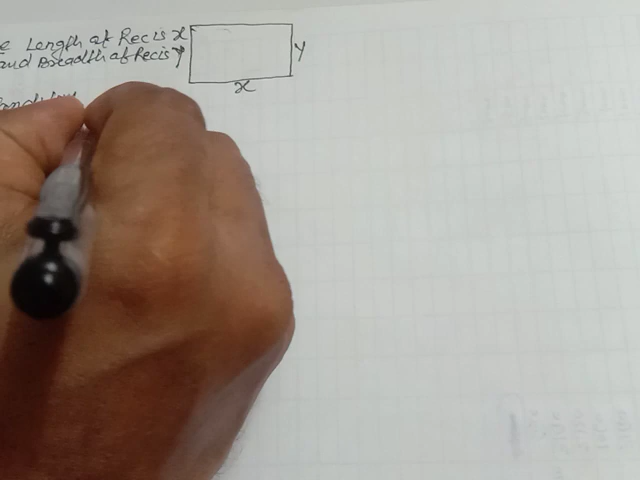 e Length of Rec is x
and Breadth of Rec is y
y
x